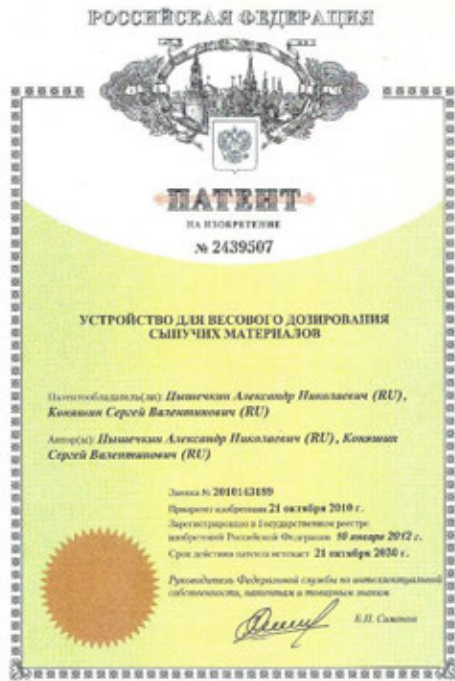 РОССИЙСКАЯ ФЕДЕРАЦИЯ
ПАТЕНТ
НА ИЗОБРЕТЕНИЕ
№ 2439507
УСТРОЙСТВО ДЛЯ ВЕСОВОГО ДОЗИРОВАНИЯ
СЫПУЧИХ МАТЕРИАЛОВ
Патентообладатель(ли): Пышечкин Александр Николаевич (RU),
Коняшин Сергей Валентинович (RU)
Автор(ы): Пышечкин Александр Николаевич (RU), Коняшин
Сергей Валентинович (RU)
Заявка № 2010143189
Приоритет изобретения 21 октября 2010 г.
Зарегистрировано в Государственном реестре
изобретений Российской Федерации 10 января 2012 г.
Срок действия патента истекает 21 октября 2030 г.
Руководитель Федеральной службы по интеллектуальной
собственности, патентам и товарным знакам
Б.П. Симонов